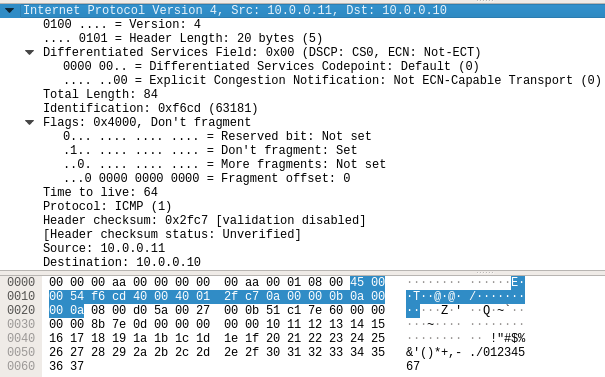 Internet Protocol Version 4, Src: 10.0.0.11, Dst: 10.0.0.10
0100 .... = Version: 4
.... 0101 = Header Length: 20 bytes (5)
Differentiated Services Field: 0x00 (DSCP: CS0, ECN: Not-ECT)
0000 00.. = Differentiated Services Codepoint: Default (0)
.... ..00 = Explicit Congestion Notification: Not ECN-Capable Transport (0)
Total Length: 84
Identification: 0xf6cd (63181)
Flags: 0x4000, Don't fragment
0... .... .... .... = Reserved bit: Not set
.1.. .... .... .... = Don't fragment: Set
..0. .... .... .... = More fragments: Not set
...0 0000 0000 0000 = Fragment offset: 0
Time to live: 64
Protocol: ICMP (1)
Header checksum: 0x2fc7 [validation disabled]
[Header checksum status: Unverified]
Source: 10.0.0.11
Destination: 10.0.0.10
0000 00 00 00 aa 00 00 00 00 00 aa 00 01 08 00 45 00 ········ ······E·
0010 00 54 f6 cd 40 00 40 01 2f c7 0a 00 00 0b 0a 00 ·T··@·@· /·······
0020 00 0a 08 00 d0 5a 00 27 00 0b 51 c1 7e 60 00 00 ·····Z·' ··Q·~`··
0030 00 00 8b 7e 0d 00 00 00 00 00 10 11 12 13 14 15 ···~···· ········
0040 16 17 18 19 1a 1b 1c 1d 1e 1f 20 21 22 23 24 25 ········ ·· !"#$%
0050 26 27 28 29 2a 2b 2c 2d 2e 2f 30 31 32 33 34 35 &'()*+,- ./012345
0060 36 37 67